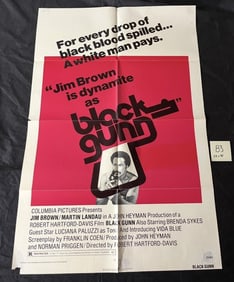 For every drop of
black blood spilled...
A white man pays.
"Jim Brown
is dynamite
as
black
gunn"
COLUMBIA PICTURES Presents
JIM BROWN/MARTIN LANDAU in A JOHN HEYMAN Production of a
ROBERT HARTFORD-DAVIS Film BLACK GUNN Also Starring BRENDA SYKES
Guest Star LUCIANA PALUZZI as Toni And Introducing VIDA BLUE
Screenplay by FRANKLIN COEN/Produced by JOHN HEYMAN
and NORMAN PRIGGEN/Directed by ROBERT HARTFORD-DAVIS
R
BLACK GUNN